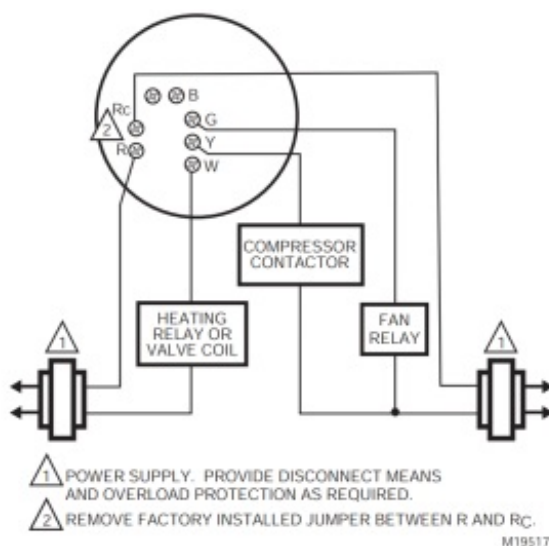 B
Rc
G
2
R
Y
W
COMPRESSOR
CONTACTOR
HEATING
RELAY OR
VALVE COIL
FAN
RELAY
1
1
1 POWER SUPPLY. PROVIDE DISCONNECT MEANS
AND OVERLOAD PROTECTION AS REQUIRED.
2 REMOVE FACTORY INSTALLED JUMPER BETWEEN R AND RC.
M19517